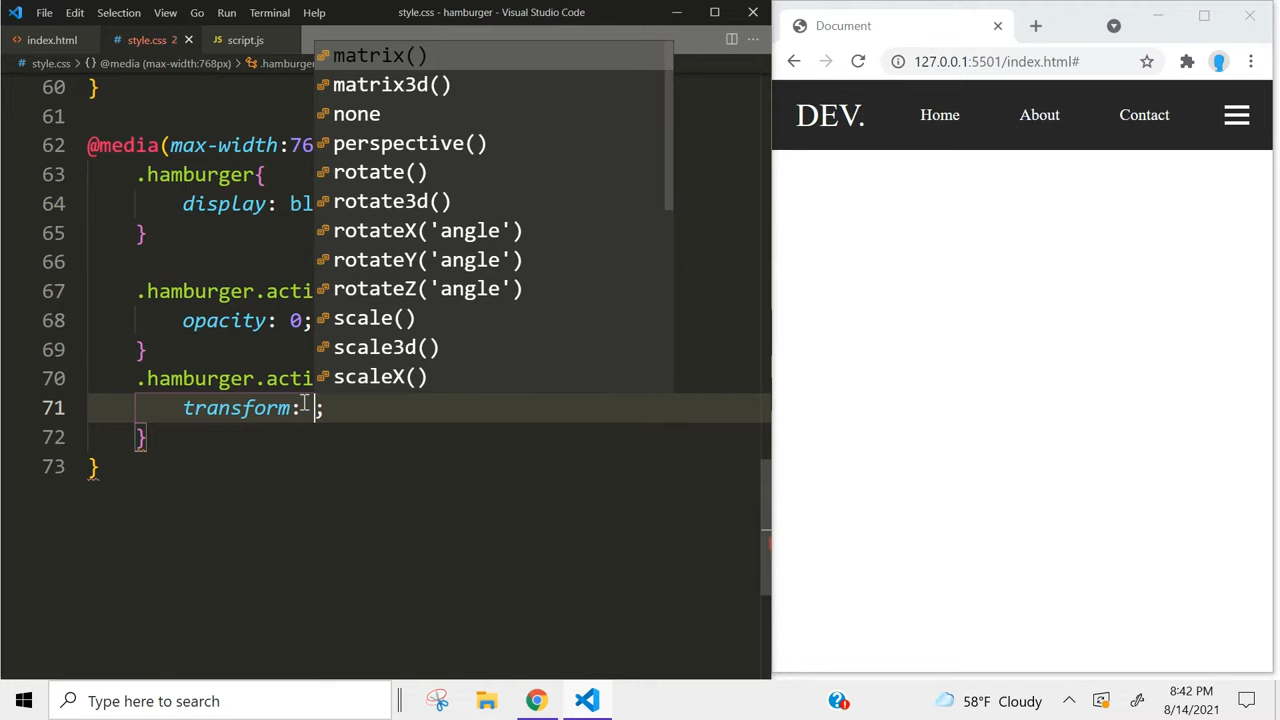 File Edit Selection View Go Run Terminal Help style.css - hamburger - Visual Studio Code
index.html
style.css 2
script.js
style.css > {} @media (max-width:768px) > .hamburger
60 }
61
62 @media(max-width:76
63 .hamburger{
64 display: bl
65 }
66
67 .hamburger.acti
68 opacity: 0;
69 }
70 .hamburger.acti
71 transform: ;
72 }
73 }
matrix()
matrix3d()
none
perspective()
rotate()
rotate3d()
rotateX('angle')
rotateY('angle')
rotateZ('angle')
scale()
scale3d()
scaleX()
Document
127.0.0.1:5501/index.html#
DEV. Home About Contact
Type here to search
58°F Cloudy
8:42 PM
8/14/2021